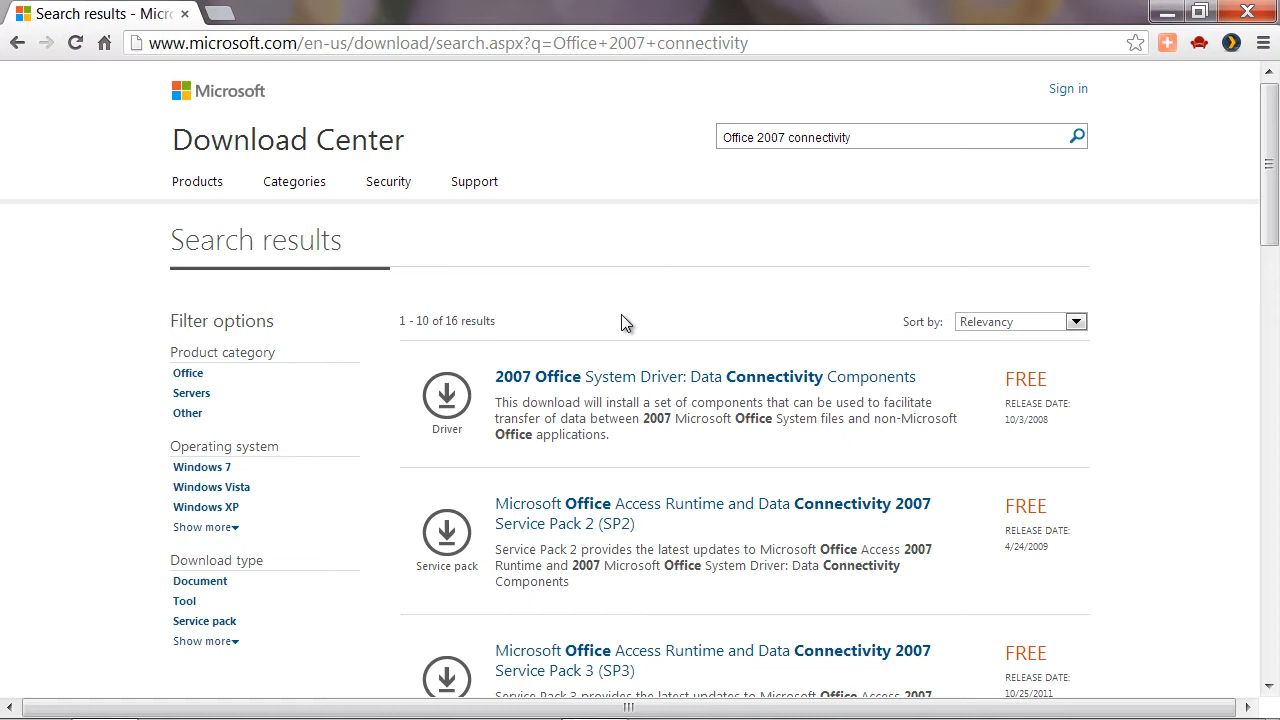 Search results - Micr
www.microsoft.com/en-us/download/search.aspx?q=Office+2007+connectivity
Microsoft
Sign in
Download Center
Office 2007 connectivity
Products
Categories
Security
Support
Search results
Filter options
Product category
Office
Servers
Other
Operating system
Windows 7
Windows Vista
Windows XP
Show more
Download type
Document
Tool
Service pack
Show more
1 - 10 of 16 results
Sort by:
Relevancy
Driver
2007 Office System Driver: Data Connectivity Components
This download will install a set of components that can be used to facilitate
transfer of data between 2007 Microsoft Office System files and non-Microsoft
Office applications.
FREE
RELEASE DATE:
10/3/2008
Service pack
Microsoft Office Access Runtime and Data Connectivity 2007
Service Pack 2 (SP2)
Service Pack 2 provides the latest updates to Microsoft Office Access 2007
Runtime and 2007 Microsoft Office System Driver: Data Connectivity
Components
FREE
RELEASE DATE:
4/24/2009
Microsoft Office Access Runtime and Data Connectivity 2007
Service Pack 3 (SP3)
Service Pack 3 provides the latest updates to Microsoft Office Access 2007
FREE
RELEASE DATE:
10/25/2011